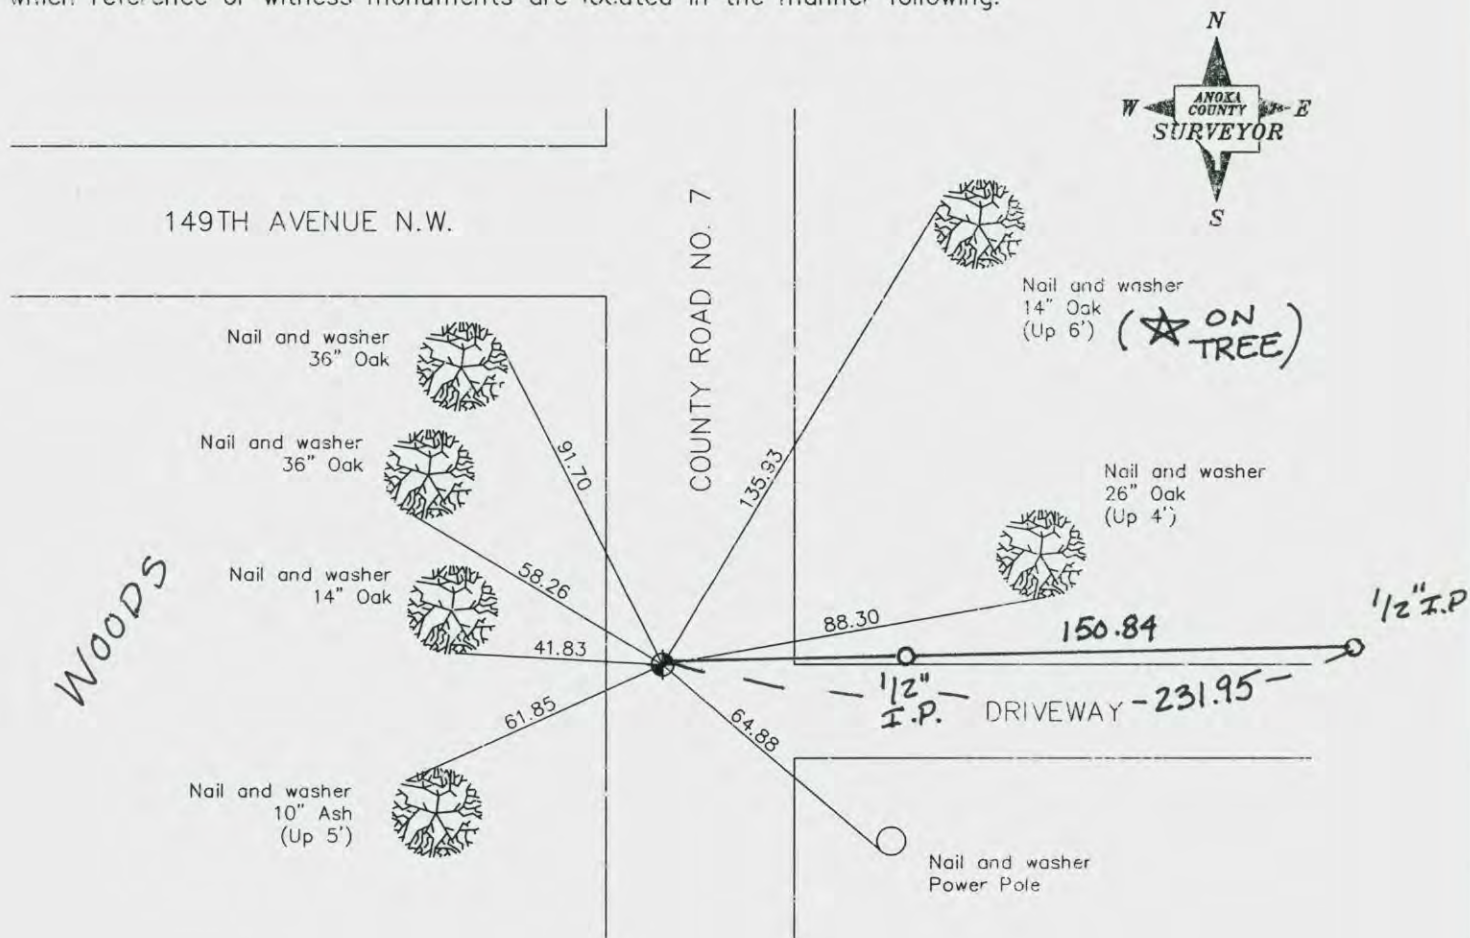 which reference or witness monuments are located in the manner following:
N
W
ANOKA
COUNTY
E
SURVEYOR
S
149TH AVENUE N.W.
COUNTY ROAD NO. 7
Nail and washer
14" Oak
(Up 6')
(☆ ON
TREE)
Nail and washer
36" Oak
Nail and washer
36" Oak
91.70
135.93
Nail and washer
26" Oak
(Up 4')
WOODS
Nail and washer
14" Oak
58.26
41.83
88.30
150.84
1/2" I.P
1/2"
I.P.
DRIVEWAY
231.95
61.85
64.88
Nail and washer
10" Ash
(Up 5')
Nail and washer
Power Pole